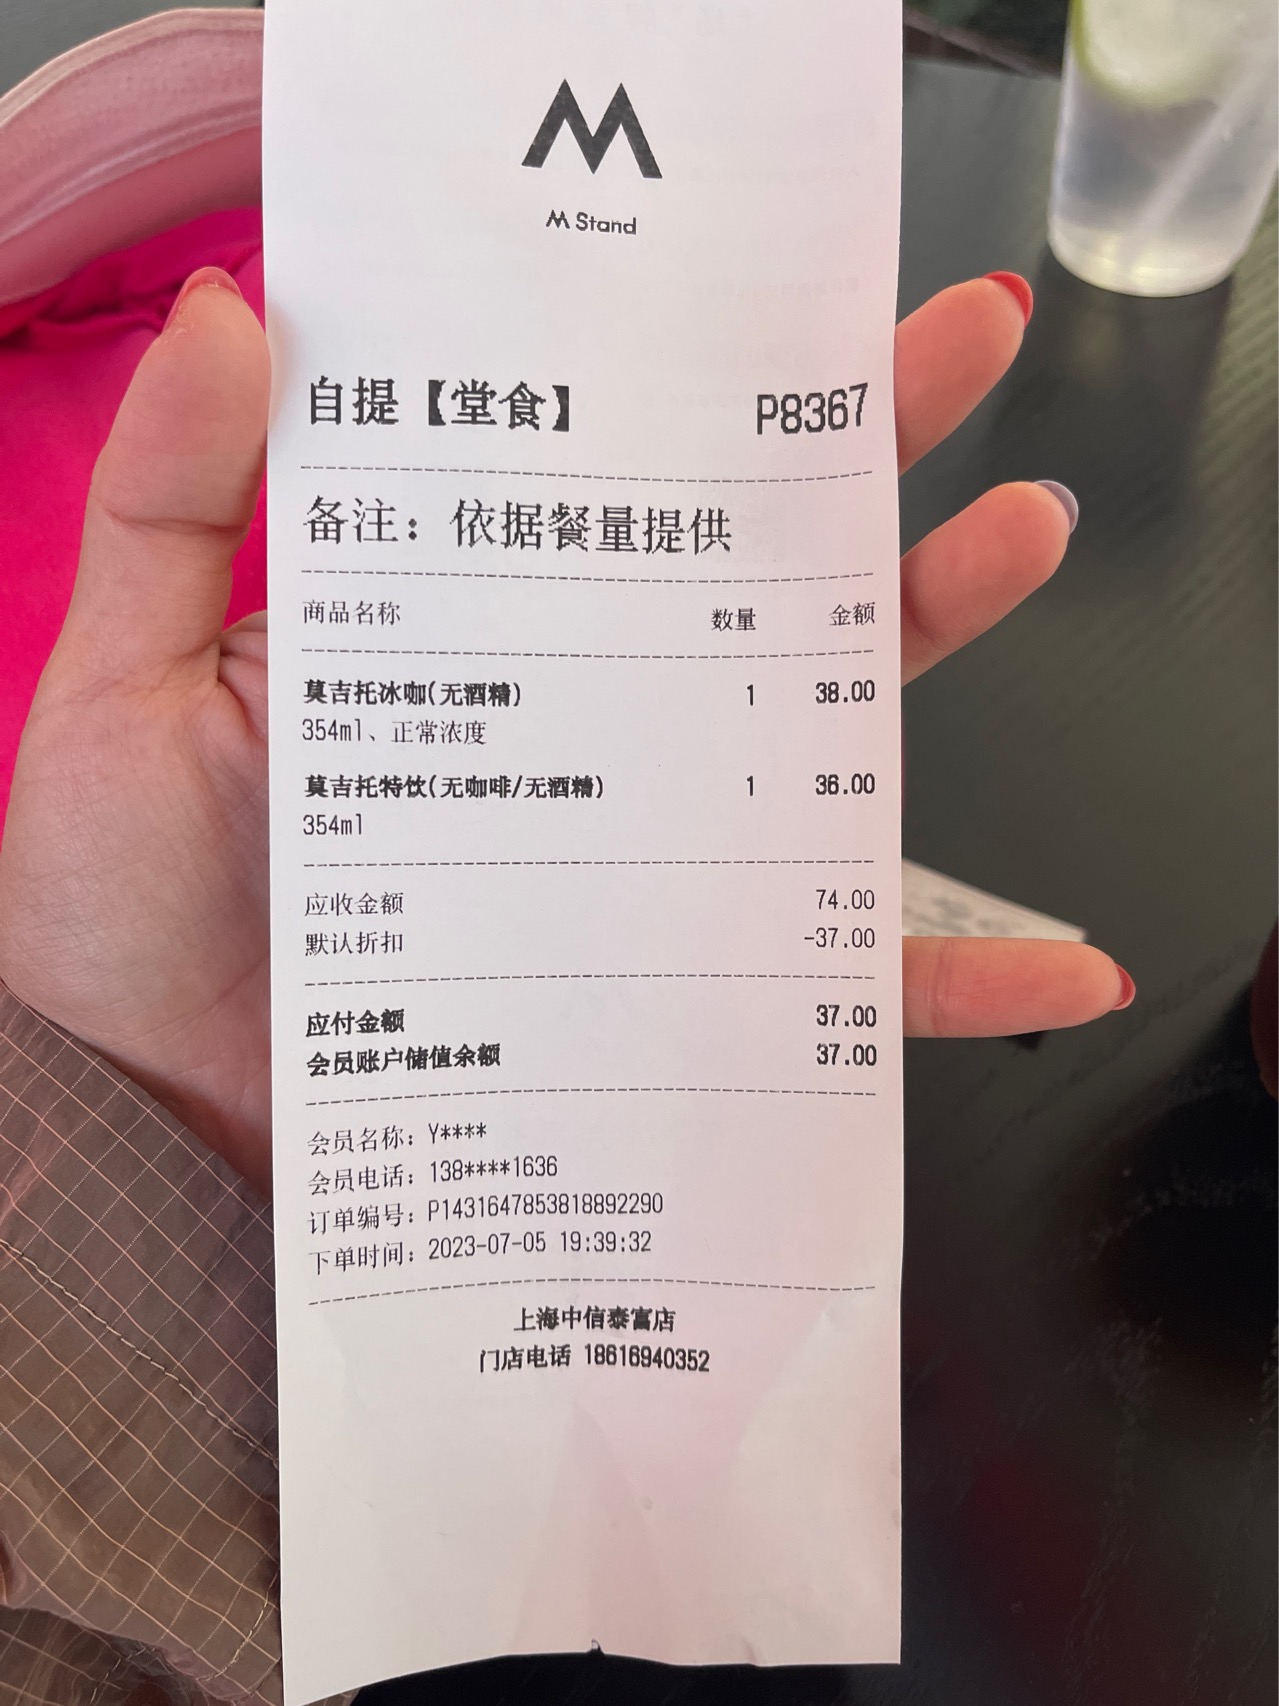 M Stand
自提【堂食】 P8367
备注：依据餐量提供
商品名称 数量 金额
莫吉托冰咖(无酒精) 1 38.00
354ml、正常浓度
莫吉托特饮(无咖啡/无酒精) 1 36.00
354ml
应收金额 74.00
默认折扣 -37.00
应付金额 37.00
会员账户储值余额 37.00
会员名称：Y****
会员电话：138****1636
订单编号：P1431647853818892290
下单时间：2023-07-05 19:39:32
上海中信泰富店
门店电话 18616940352